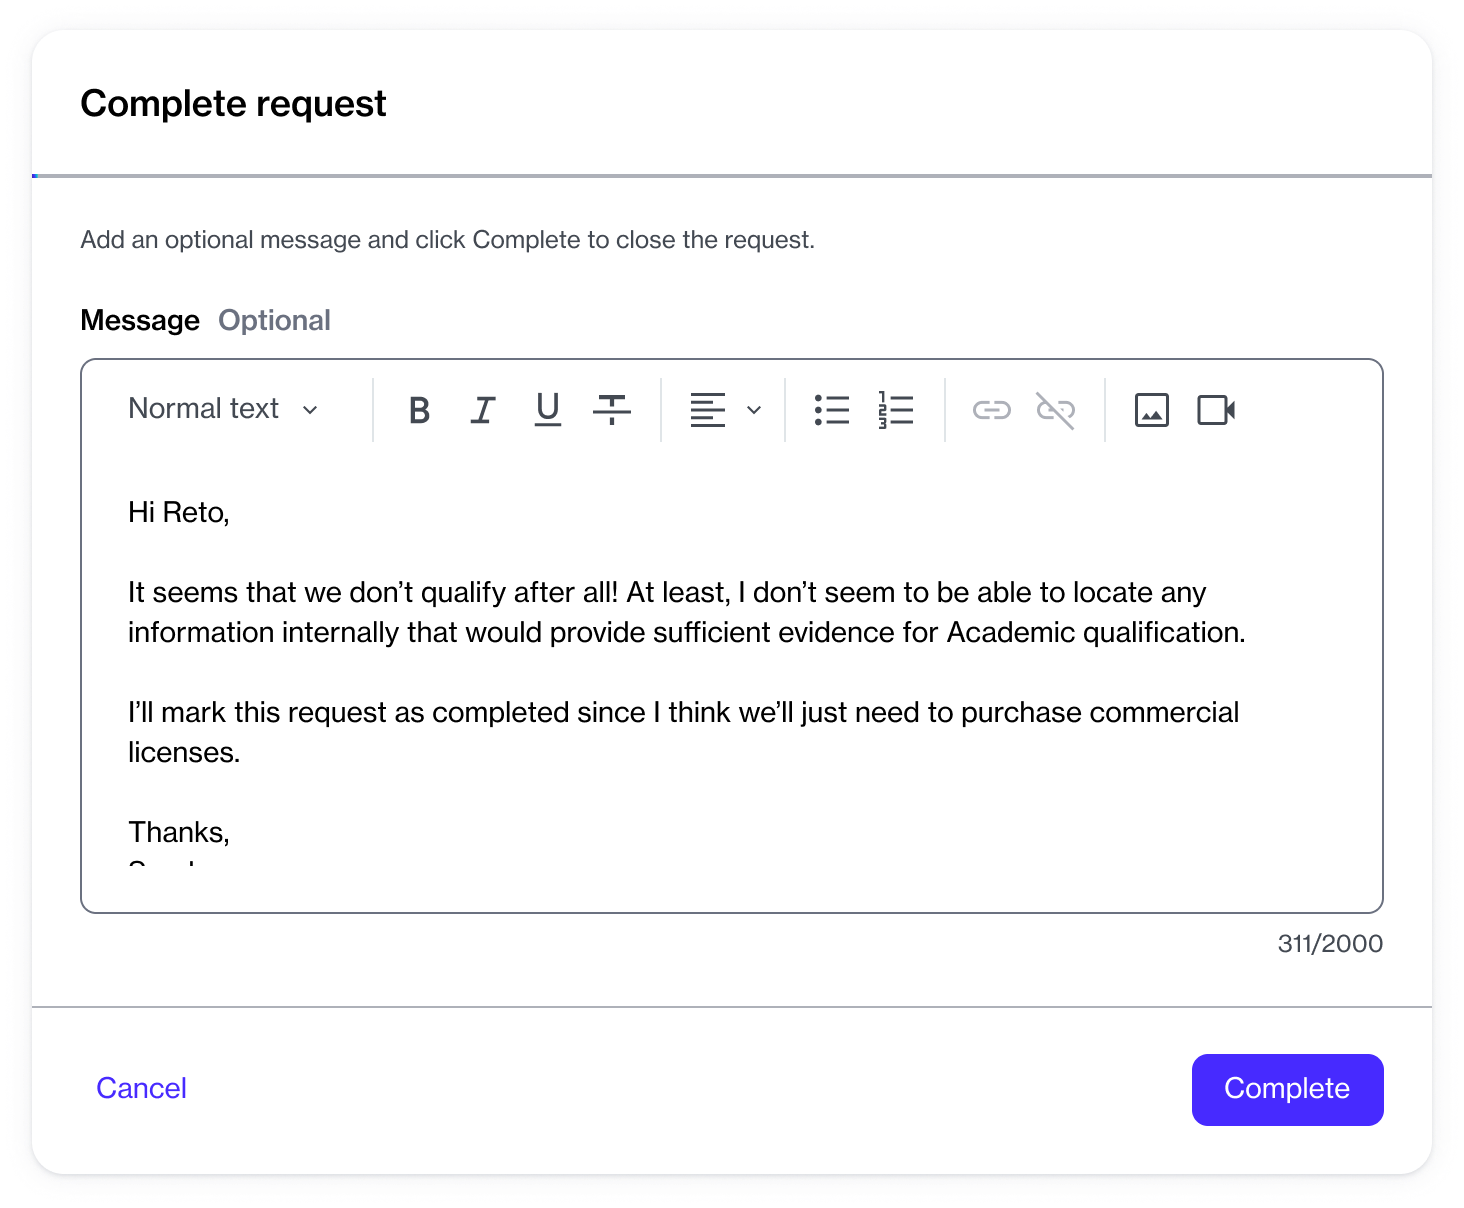 Complete request
Add an optional message and click Complete to close the request.
Message Optional
Normal text
Hi Reto,
It seems that we don’t qualify after all! At least, I don’t seem to be able to locate any
information internally that would provide sufficient evidence for Academic qualification.
I’ll mark this request as completed since I think we’ll just need to purchase commercial
licenses.
Thanks,
311/2000
Cancel
Complete